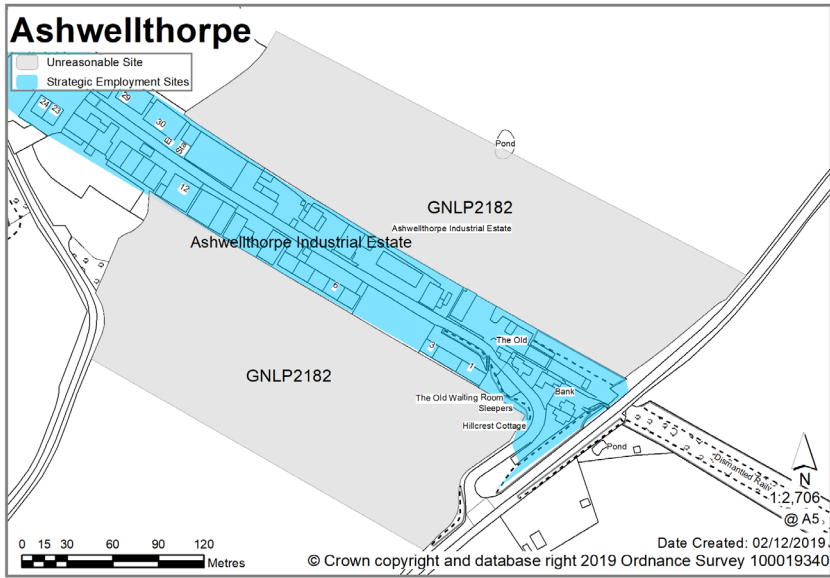 Ashwellthorpe
Unreasonable Site
Strategic Employment Sites
24
23
29
30
El
Sta
12
Pond
GNLP2182
Ashwellthorpe Industrial Estate
Ashwellthorpe Industrial Estate
6
3
1
The Old
Bank
GNLP2182
The Old Waiting Room
Sleepers
Hillcrest Cottage
Pond
Dismantled Raily
N
1:2,706
@ A5
0 15 30 60 90 120
Metres
Date Created: 02/12/2019
© Crown copyright and database right 2019 Ordnance Survey 100019340